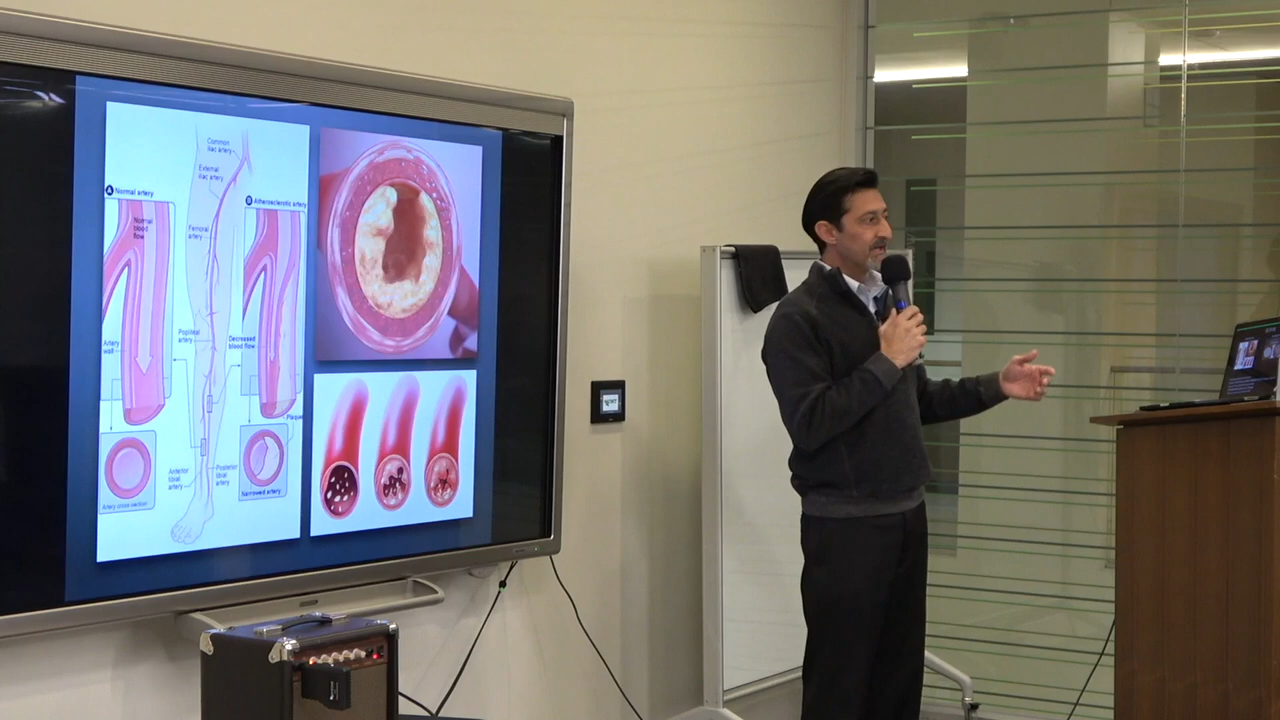 Common
iliac artery
External
iliac artery
A Normal artery
B Atherosclerotic artery
Normal
blood
flow
Femoral
artery
Popliteal
artery
Decreased
blood flow
Artery
wall
Plaque
Anterior
tibial
artery
Posterior
tibial
artery
Artery cross-section
Narrowed artery